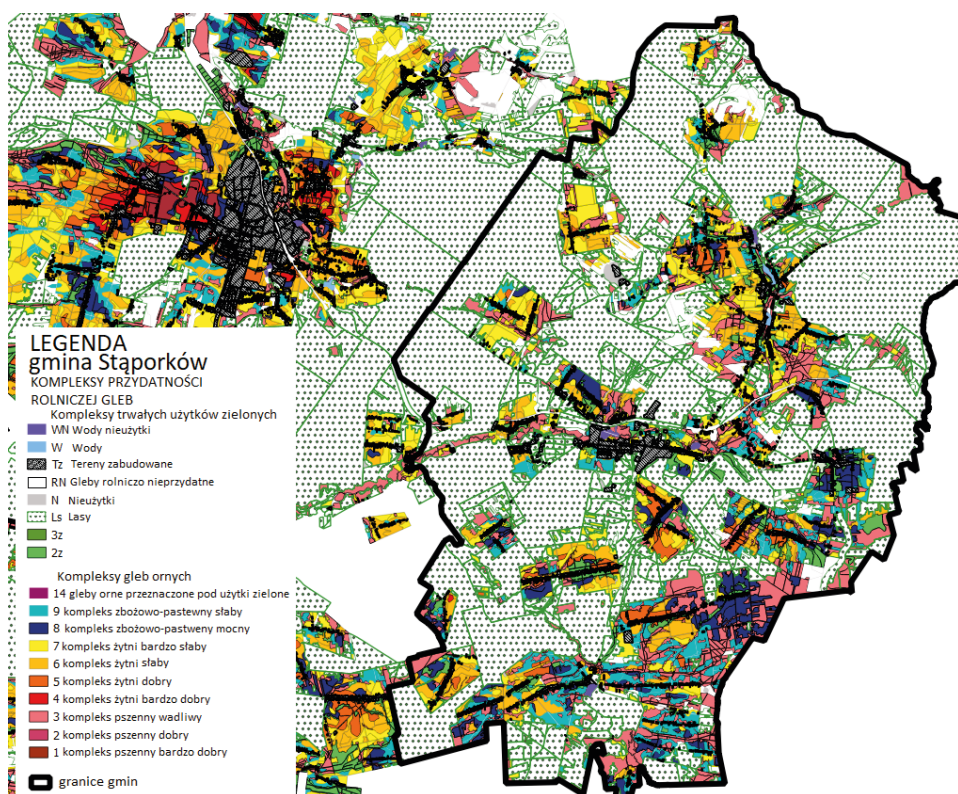 LEGENDA
gmina Stąporków
KOMPLEKSY PRZYDATNOŚCI
ROLNICZEJ GLEB
Kompleksy trwałych użytków zielonych
WN Wody nieużytki
W Wody
Tz Tereny zabudowane
RN Gleby rolniczo nieprzydatne
N Nieużytki
Ls Lasy
3z
2z
Kompleksy gleb ornych
14 gleby orne przeznaczone pod użytki zielone
9 kompleks zbożowo-pastewny słaby
8 kompleks zbożowo-pastweny mocny
7 kompleks żytni bardzo słaby
6 kompleks żytni słaby
5 kompleks żytni dobry
4 kompleks żytni bardzo dobry
3 kompleks pszenny wadliwy
2 kompleks pszenny dobry
1 kompleks pszenny bardzo dobry
granice gmin